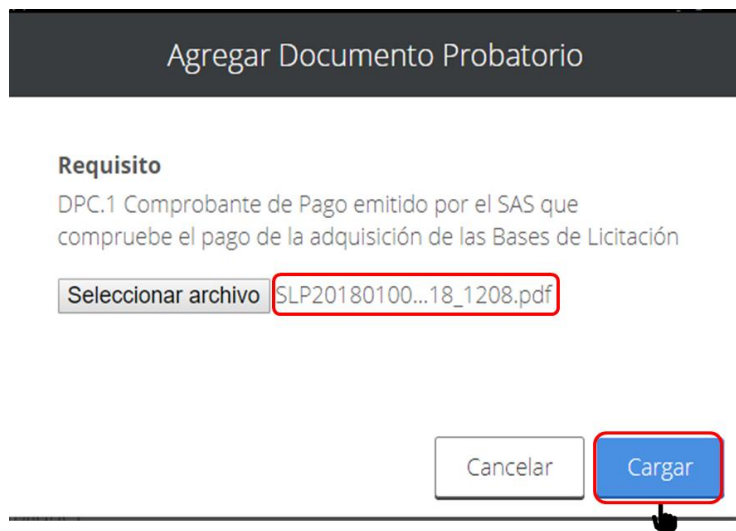 Agregar Documento Probatorio
Requisito
DPC.1 Comprobante de Pago emitido por el SAS que
compruebe el pago de la adquisición de las Bases de Licitación
Seleccionar archivo SLP20180100...18_1208.pdf
Cancelar Cargar